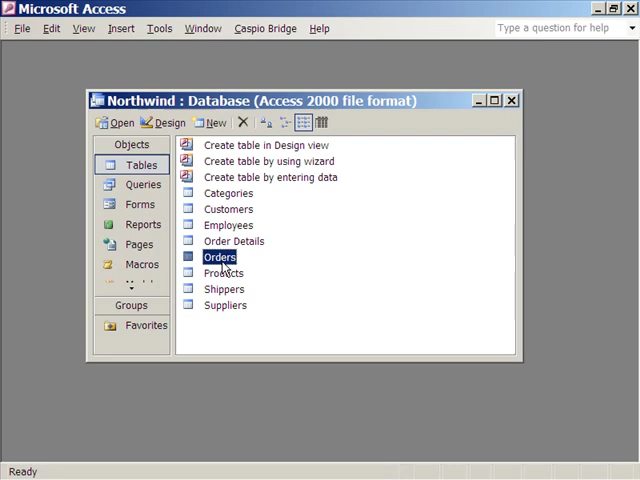 Microsoft Access
File Edit View Insert Tools Window Caspio Bridge Help Type a question for help
Northwind : Database (Access 2000 file format)
Open Design New
Objects
Tables
Queries
Forms
Reports
Pages
Macros
Groups
Favorites
Create table in Design view
Create table by using wizard
Create table by entering data
Categories
Customers
Employees
Order Details
Orders
Products
Shippers
Suppliers
Ready